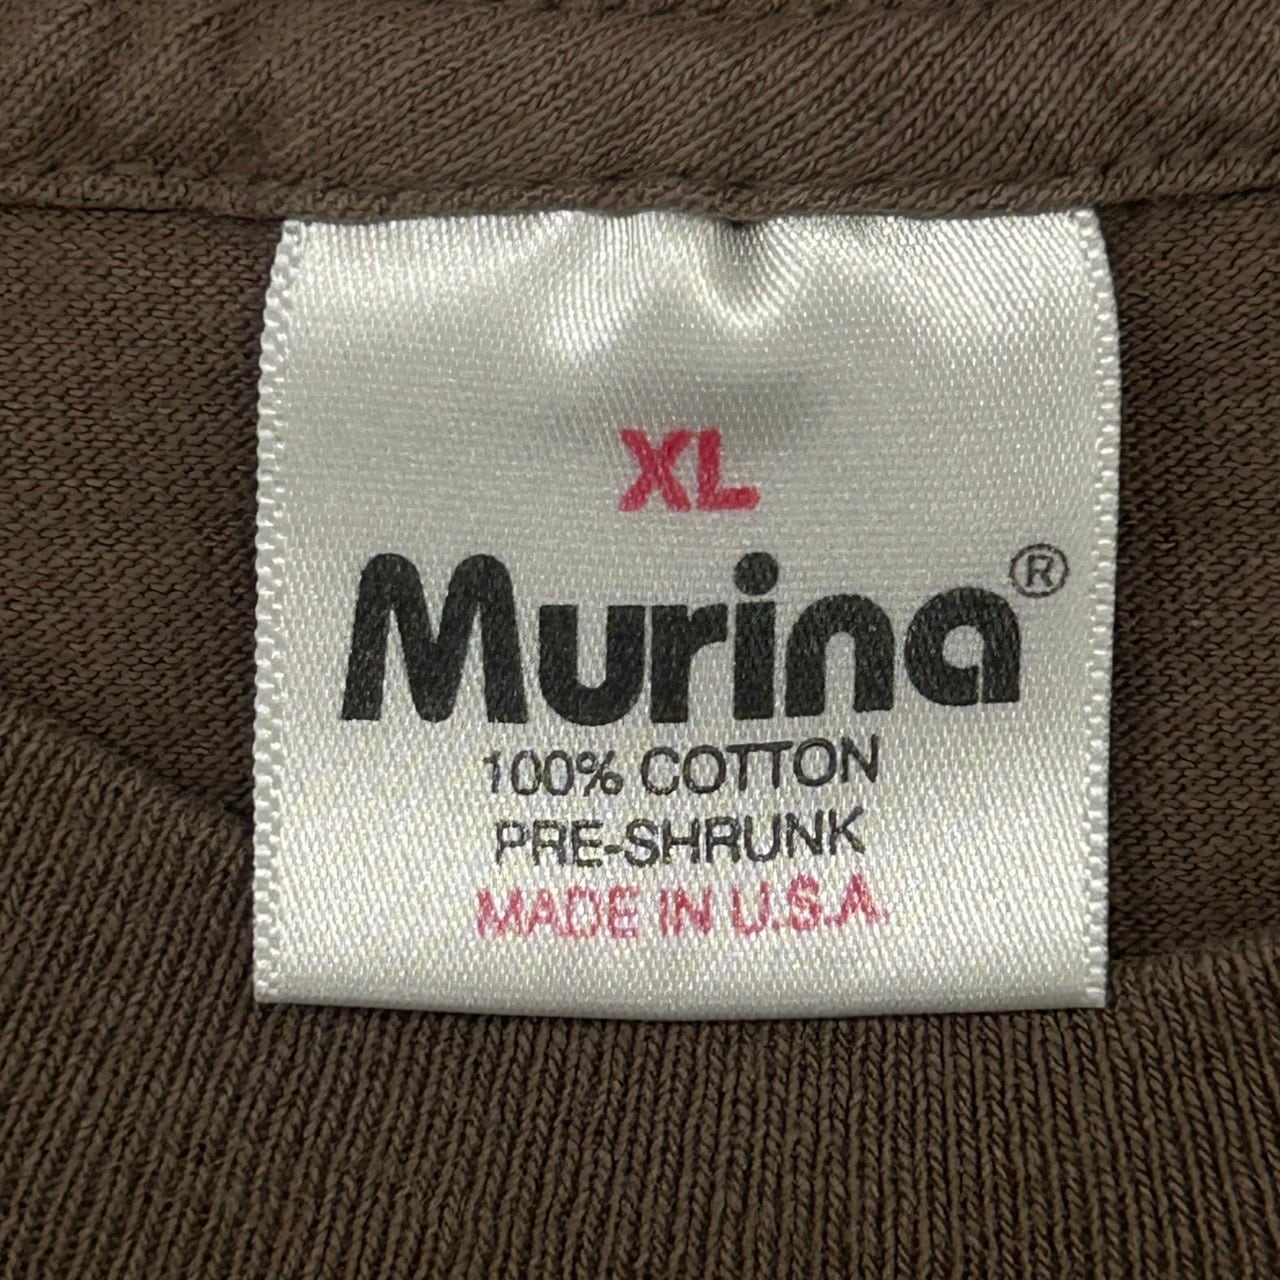 XL
Murina®
100% COTTON
PRE-SHRUNK
MADE IN U.S.A.